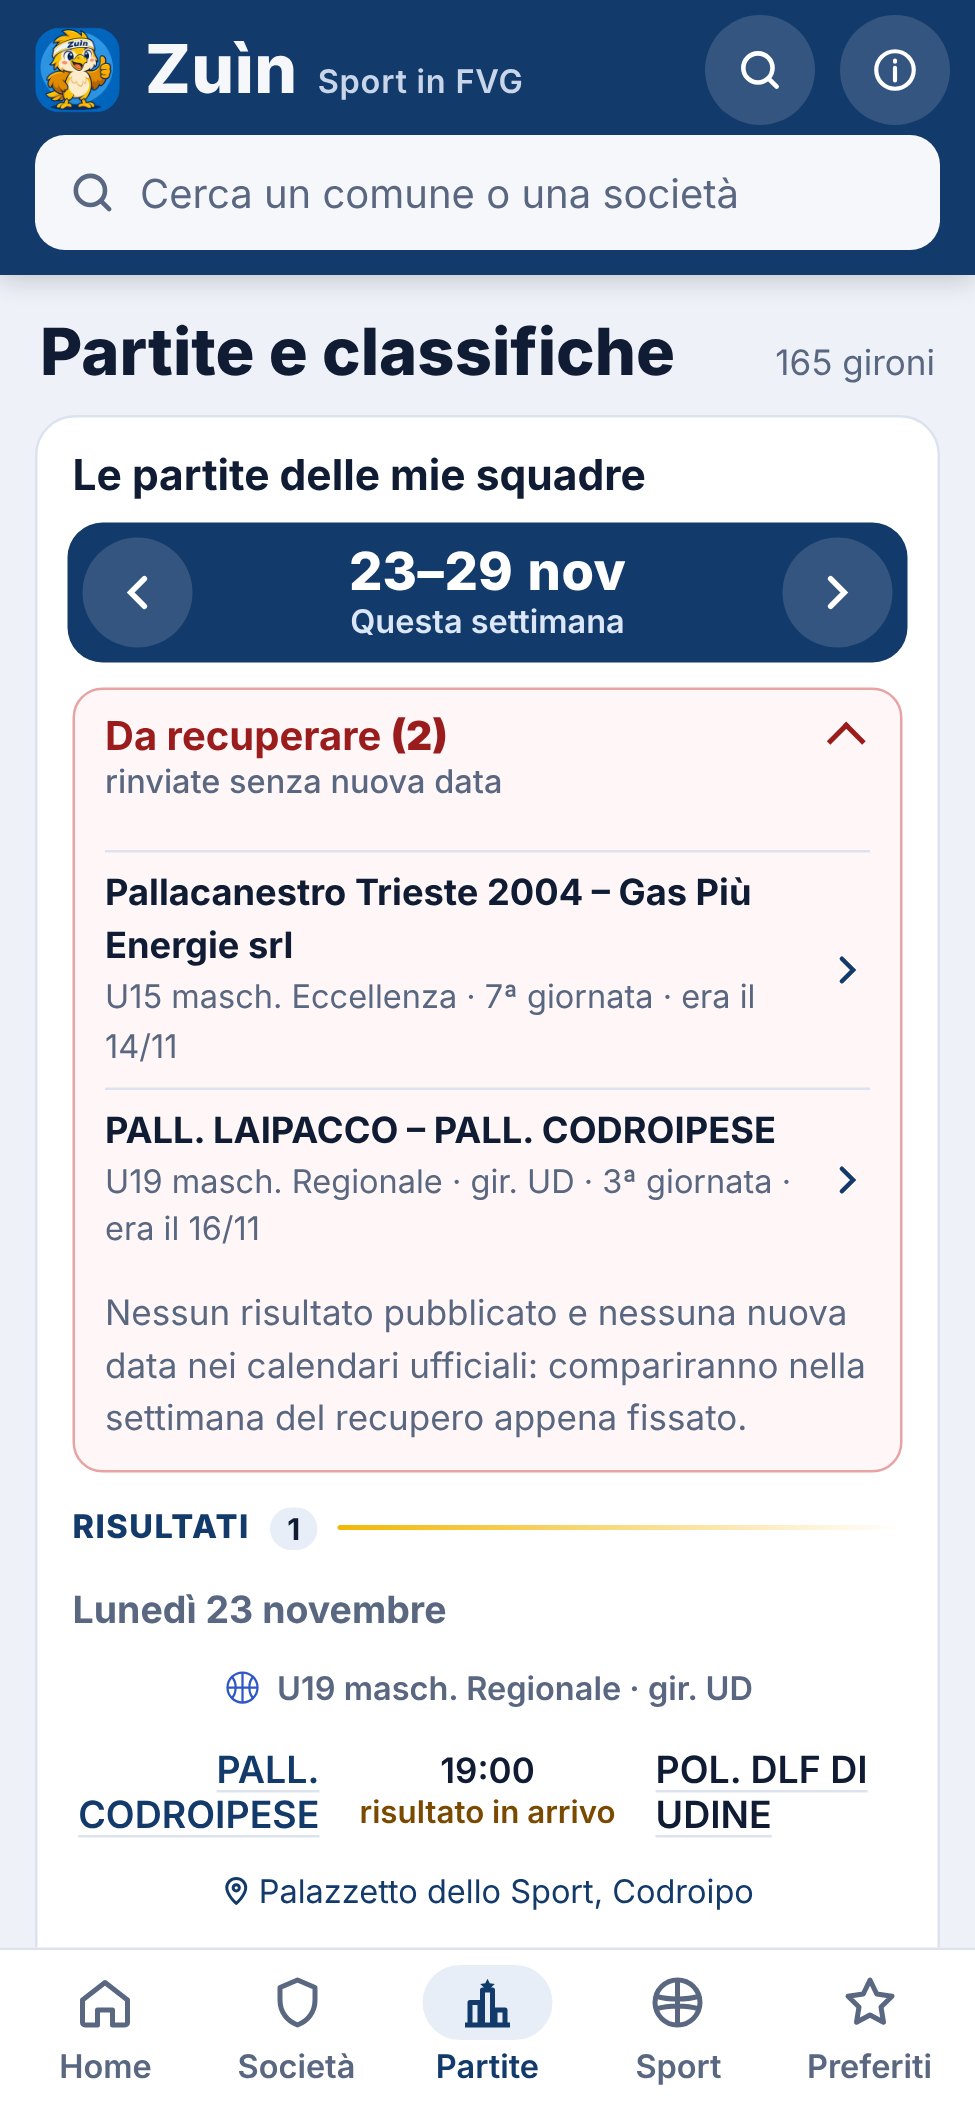 Zuìn
Zuìn Sport in FVG
Cerca un comune o una società
Partite e classifiche
165 gironi
Le partite delle mie squadre
23–29 nov
Questa settimana
Da recuperare (2)
rinviate senza nuova data
Pallacanestro Trieste 2004 – Gas Più
Energie srl
U15 masch. Eccellenza · 7ª giornata · era il
14/11
PALL. LAIPACCO – PALL. CODROIPESE
U19 masch. Regionale · gir. UD · 3ª giornata ·
era il 16/11
Nessun risultato pubblicato e nessuna nuova
data nei calendari ufficiali: compariranno nella
settimana del recupero appena fissato.
RISULTATI 1
Lunedì 23 novembre
U19 masch. Regionale · gir. UD
PALL.
CODROIPESE
19:00
risultato in arrivo
POL. DLF DI
UDINE
Palazzetto dello Sport, Codroipo
Home
Società
Partite
Sport
Preferiti